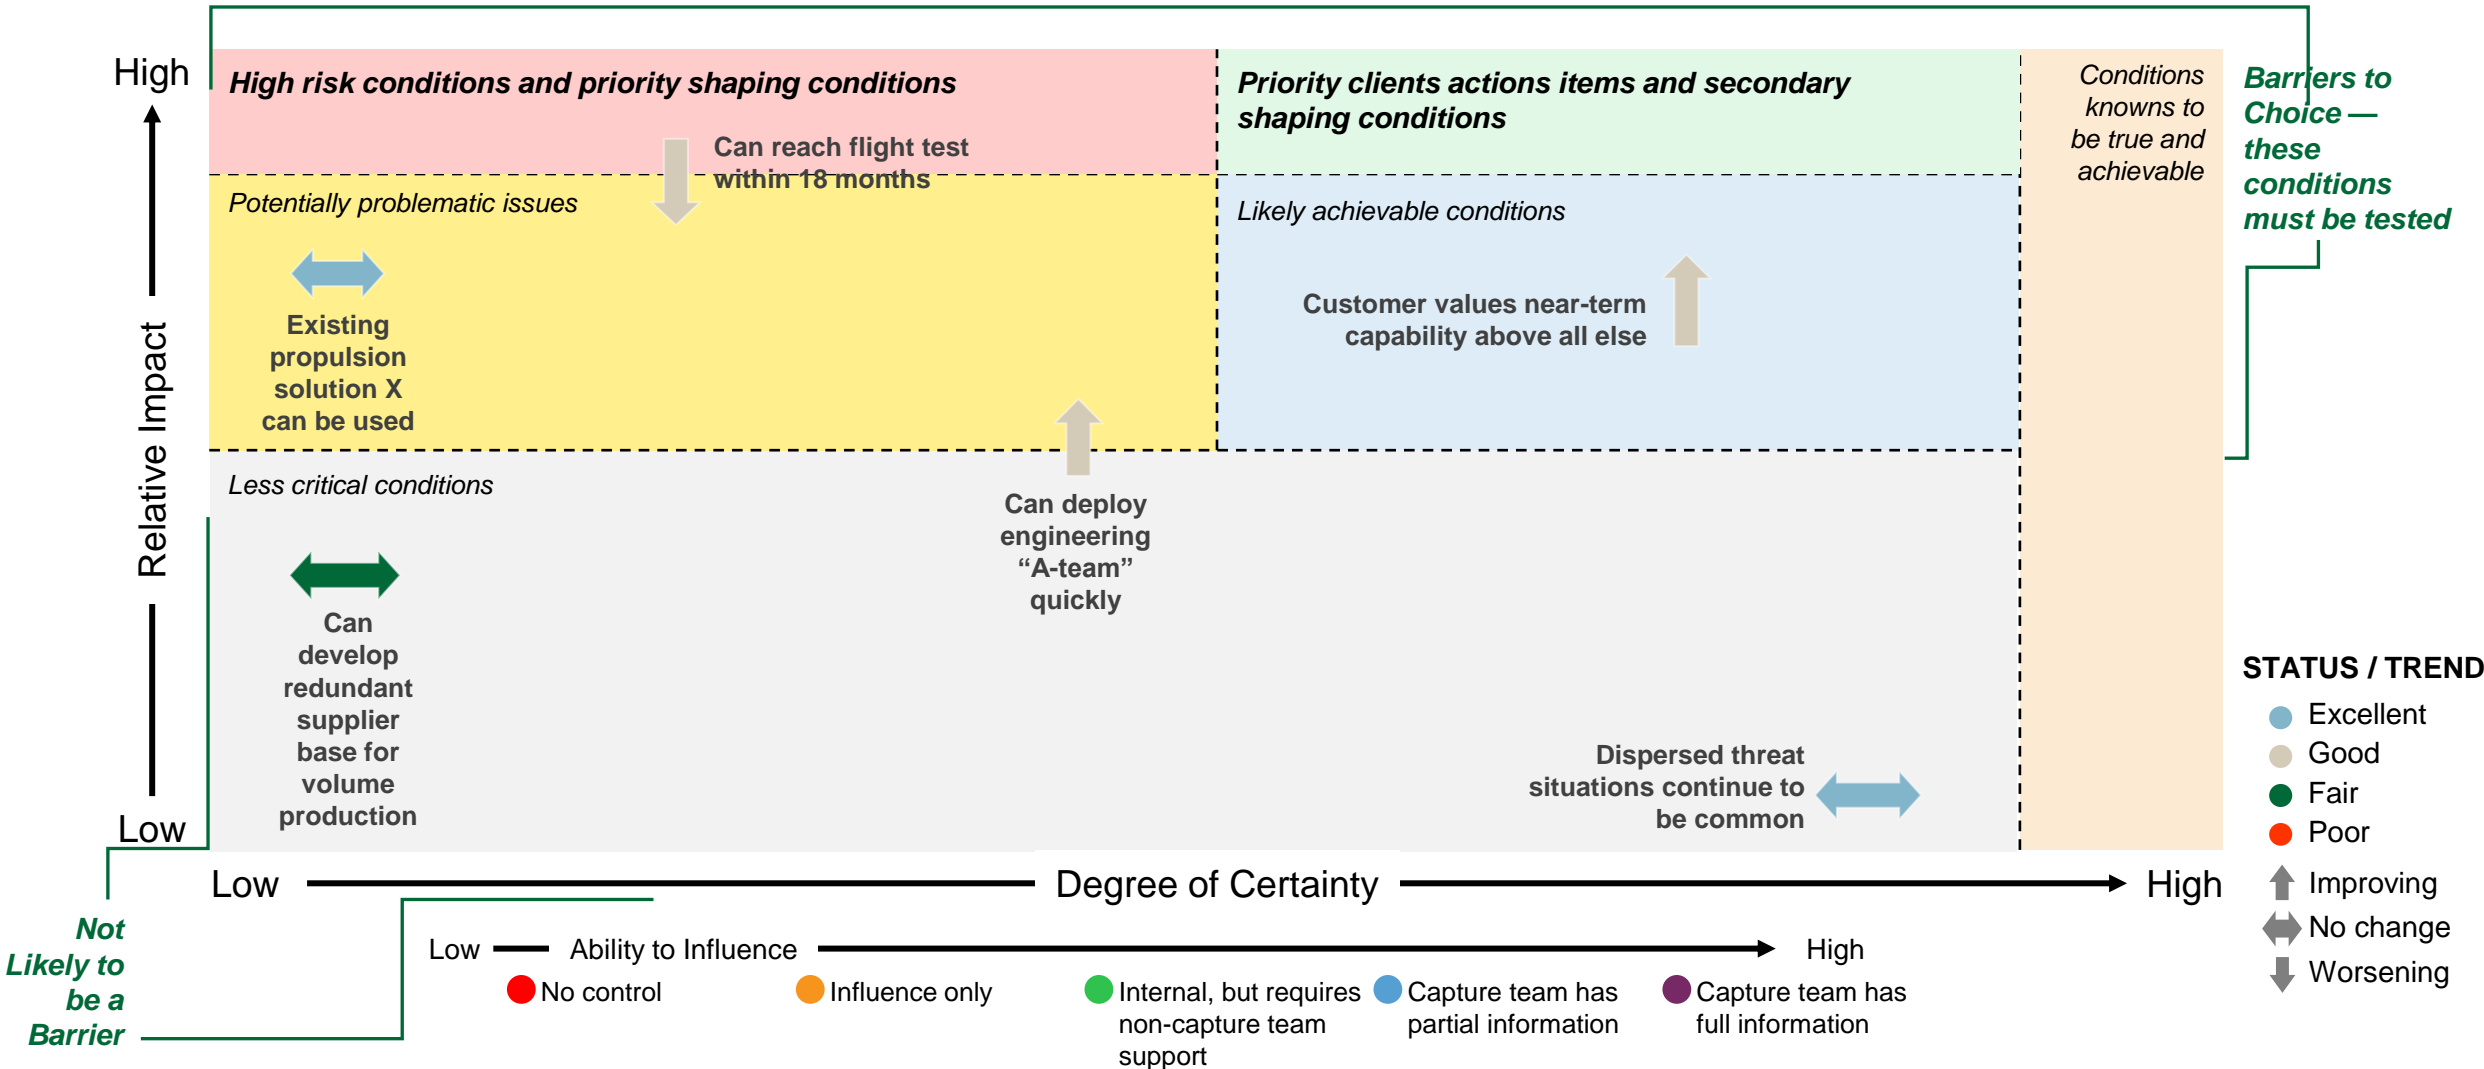 High
High risk conditions and priority shaping conditions
Priority clients actions items and secondary
shaping conditions
Conditions
knowns to
be true and
achievable
Barriers to
Choice —
these
conditions
must be tested
Can reach flight test
within 18 months
Potentially problematic issues
Likely achievable conditions
Existing
propulsion
solution X
can be used
Customer values near-term
capability above all else
Relative Impact
Less critical conditions
Can deploy
engineering
“A-team”
quickly
Can
develop
redundant
supplier
base for
volume
production
Dispersed threat
situations continue to
be common
Low
Low
Degree of Certainty
High
Not
Likely to
be a
Barrier
Low
Ability to Influence
High
No control
Influence only
Internal, but requires
non-capture team
support
Capture team has
partial information
Capture team has
full information
STATUS / TREND
Excellent
Good
Fair
Poor
Improving
No change
Worsening